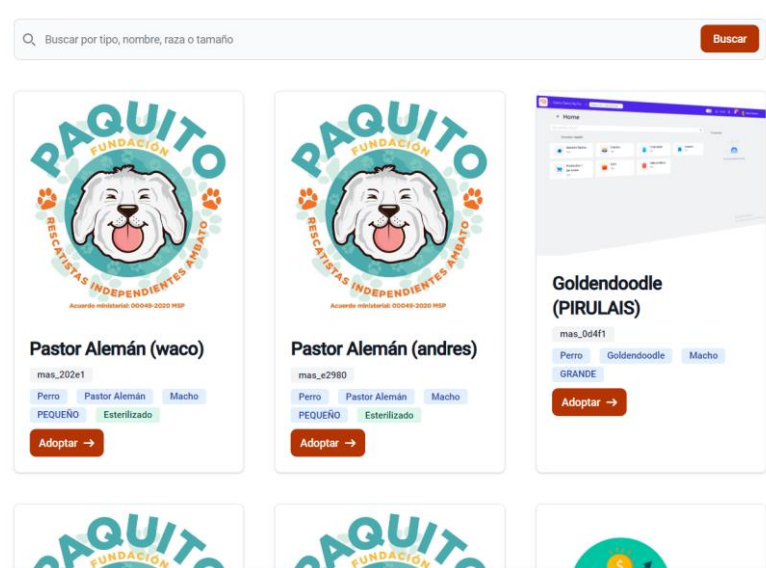 Buscar por tipo, nombre, raza o tamaño
Buscar
PAQUITO
FUNDACIÓN
RESCATISTAS INDEPENDIENTES AMBATO
Acuerdo ministerial: 00049-2020 MSP
Pastor Alemán (waco)
mas_202e1
Perro Pastor Alemán Macho
PEQUEÑO Esterilizado
Adoptar →
PAQUITO
FUNDACIÓN
RESCATISTAS INDEPENDIENTES AMBATO
Acuerdo ministerial: 00049-2020 MSP
Pastor Alemán (andres)
mas_e2980
Perro Pastor Alemán Macho
PEQUEÑO Esterilizado
Adoptar →
Home
Goldendoodle
(PIRULAIS)
mas_0d4f1
Perro Goldendoodle Macho
GRANDE
Adoptar →
PAQUITO
FUNDACIÓN
PAQUITO
FUNDACIÓN
$